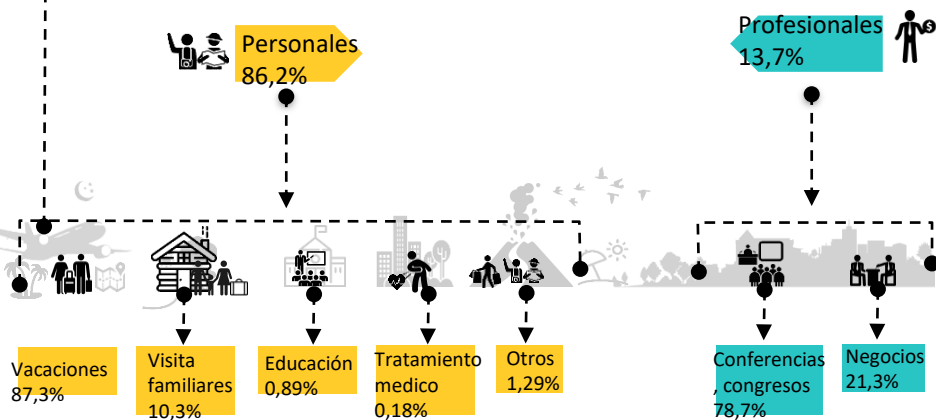 Personales
86,2%
Profesionales
13,7%
$
Vacaciones
87,3%
Visita
familiares
10,3%
Educación
0,89%
Tratamiento
medico
0,18%
Otros
1,29%
Conferencias
, congresos
78,7%
Negocios
21,3%